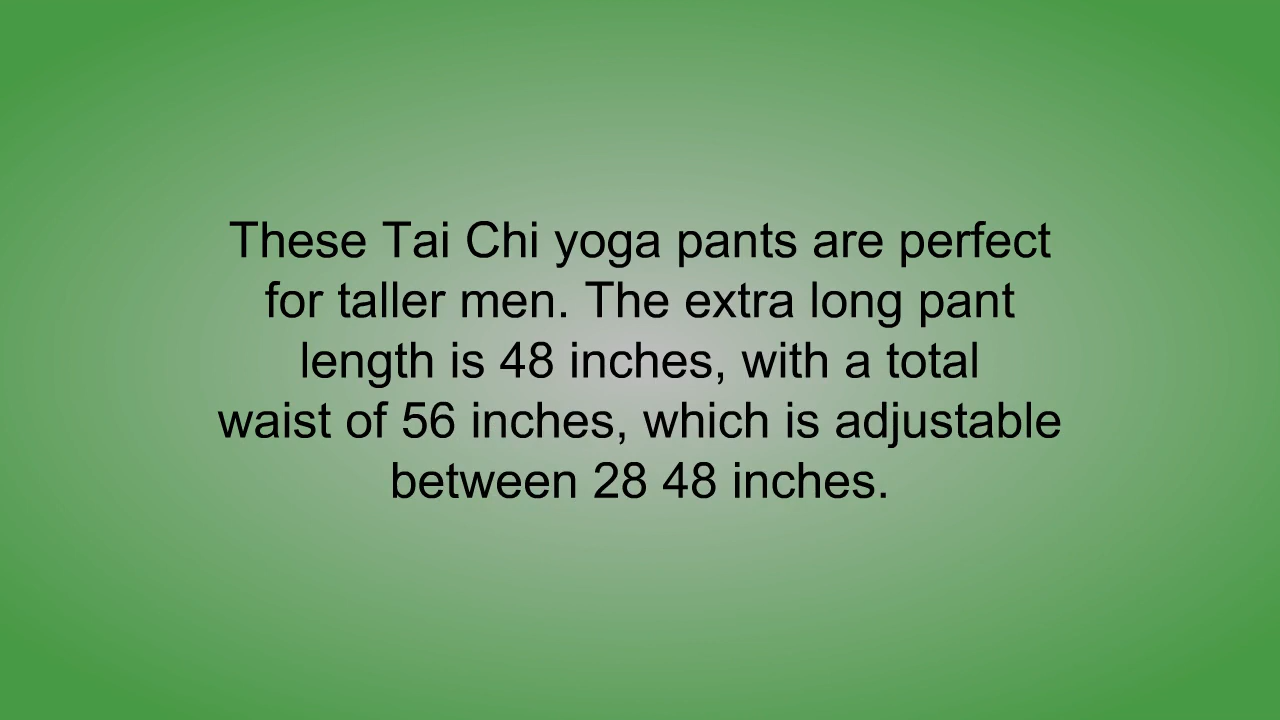 These Tai Chi yoga pants are perfect
for taller men. The extra long pant
length is 48 inches, with a total
waist of 56 inches, which is adjustable
between 28 48 inches.